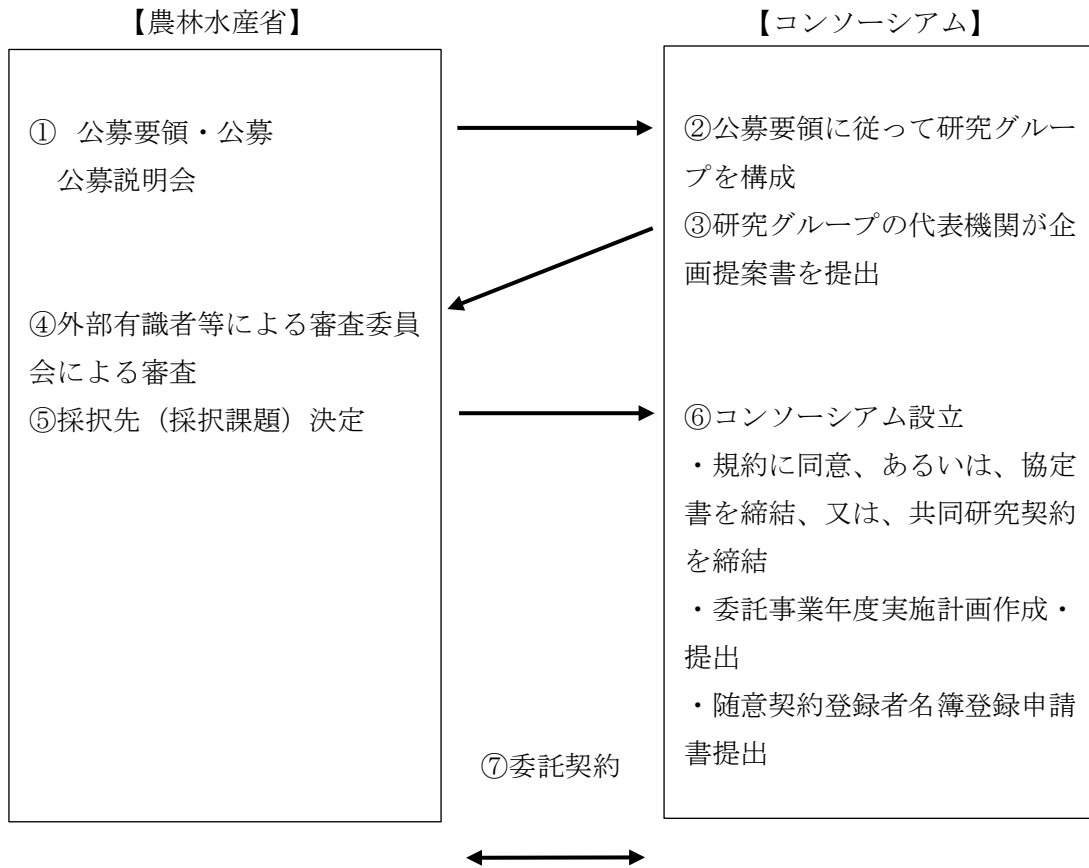 【農林水産省】
【コンソーシアム】
① 公募要領・公募
公募説明会
②公募要領に従って研究グルー
プを構成
③研究グループの代表機関が企
画提案書を提出
④外部有識者等による審査委員
会による審査
⑤採択先（採択課題）決定
⑥コンソーシアム設立
・規約に同意、あるいは、協定
書を締結、又は、共同研究契約
を締結
・委託事業年度実施計画作成・
提出
・随意契約登録者名簿登録申請
書提出
⑦委託契約